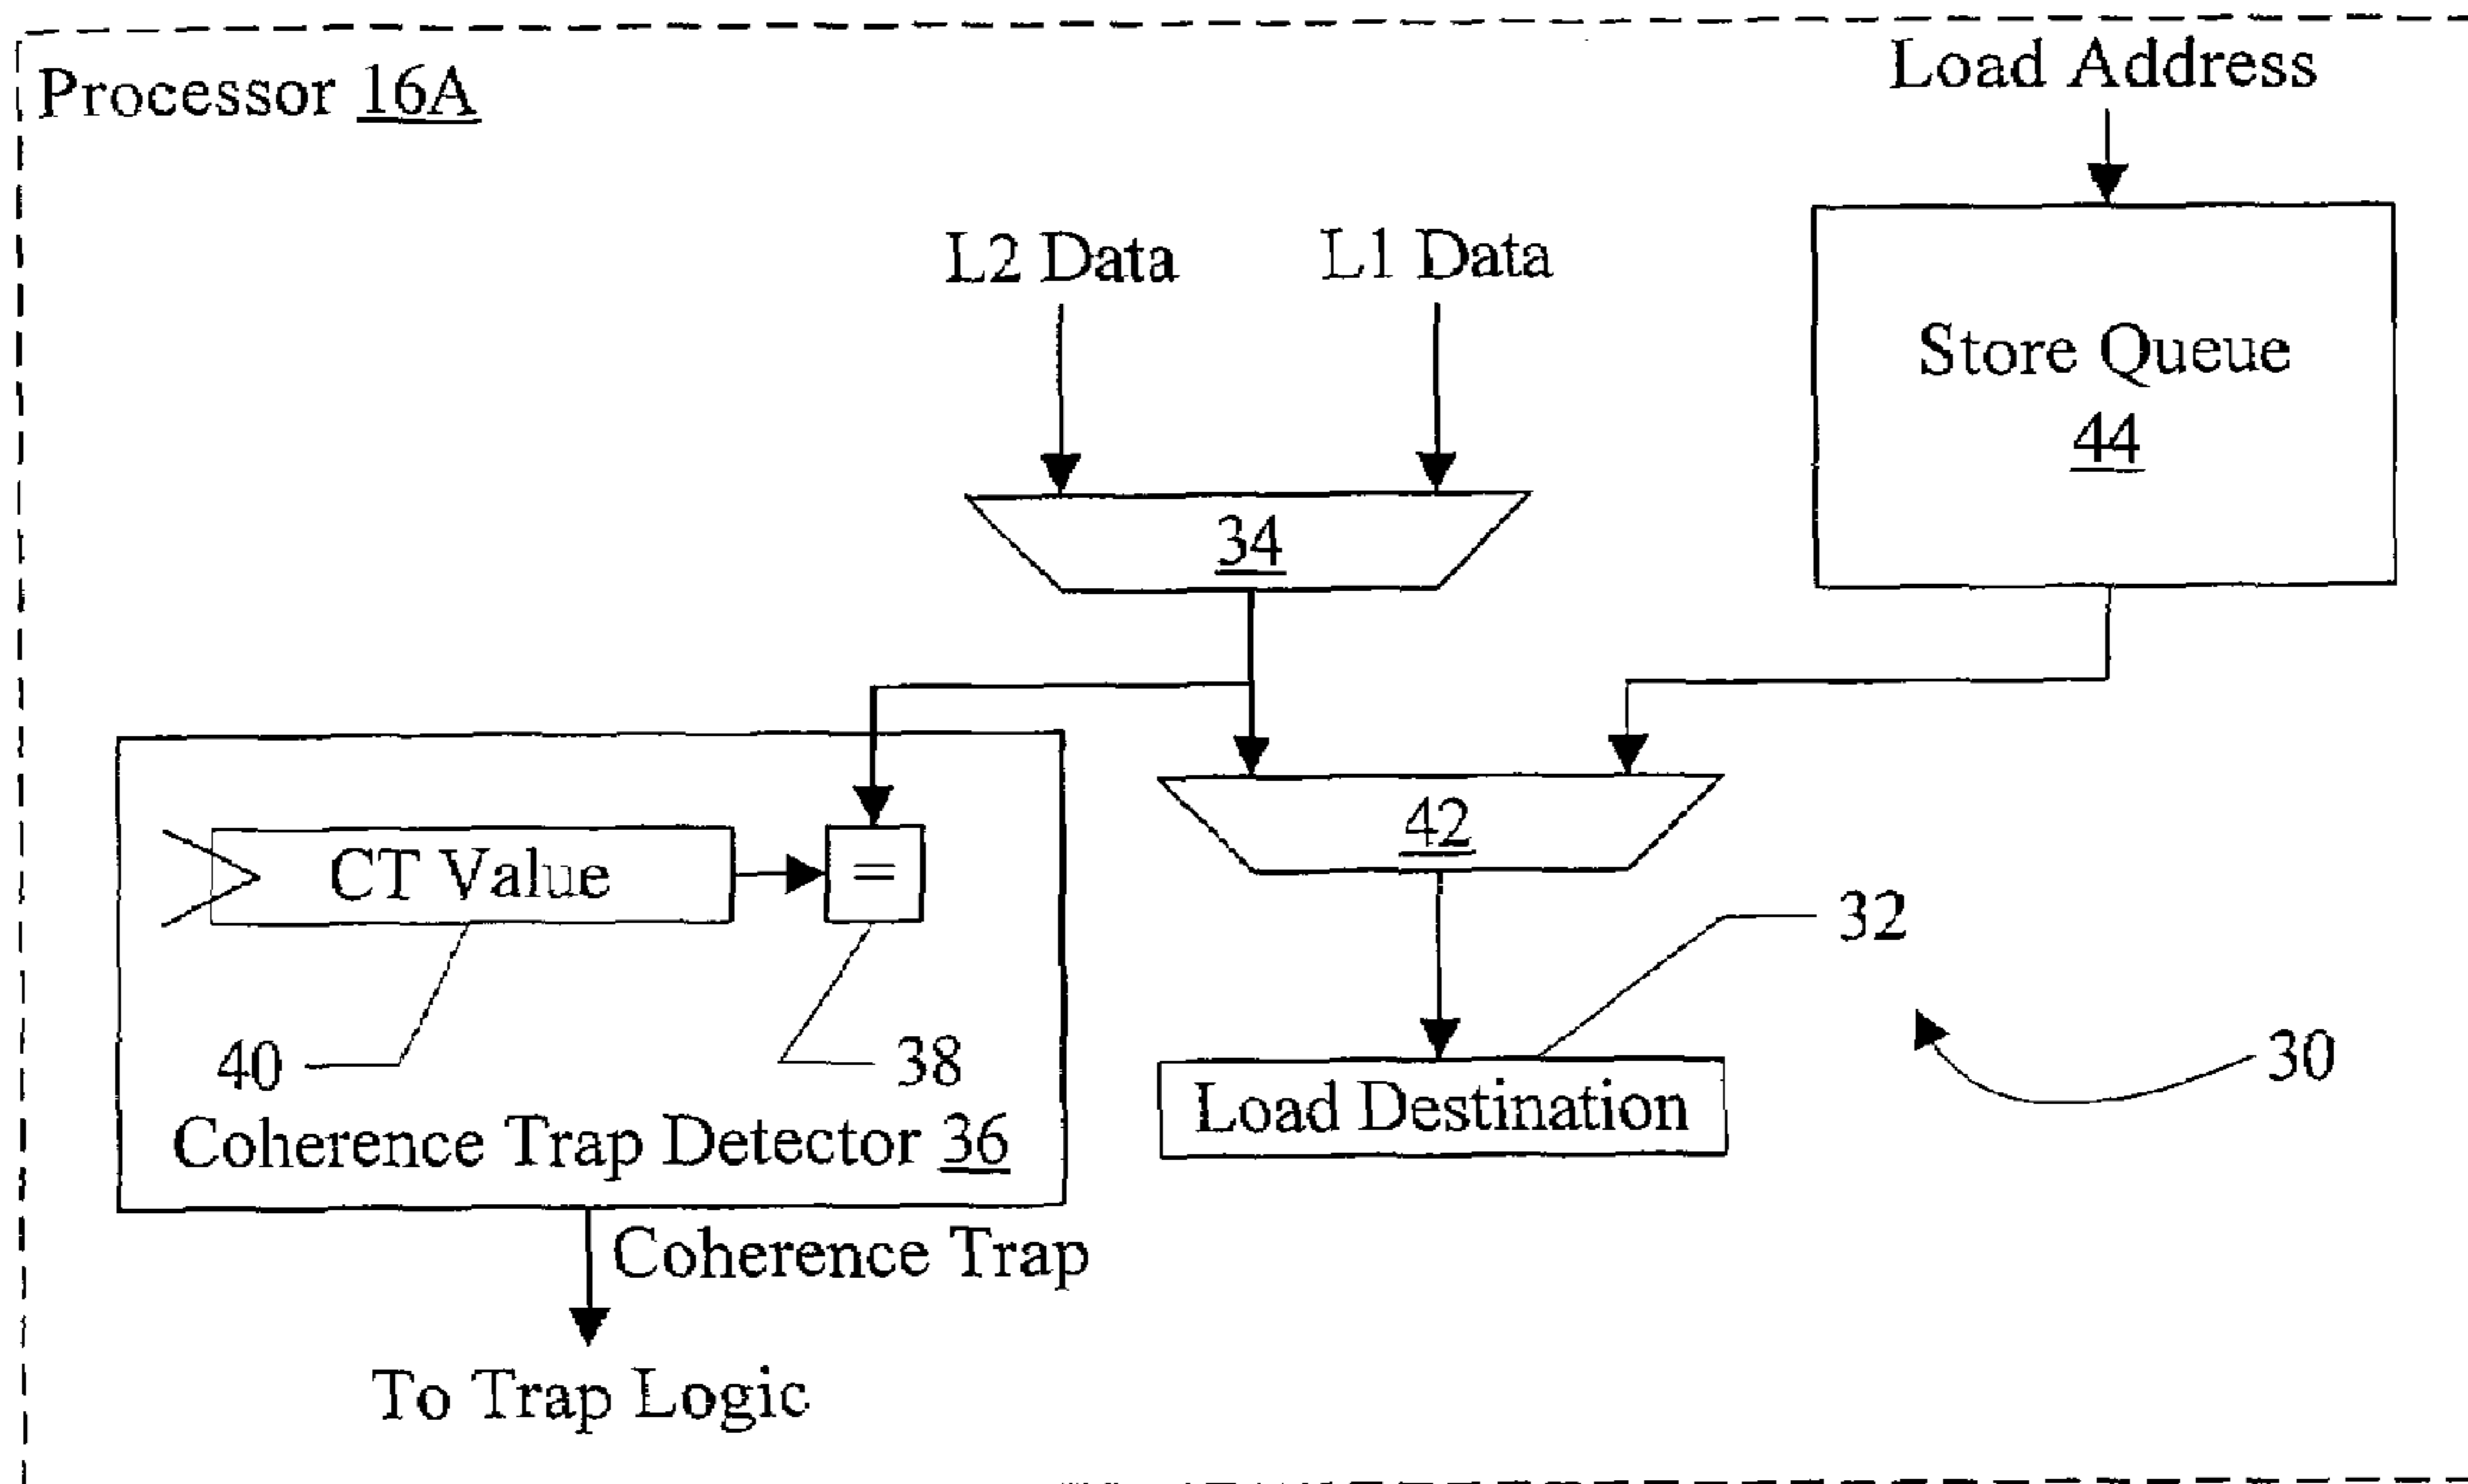 Processor 16A
Load Address
L2 Data
L1 Data
Store Queue
44
34
42
CT Value
=
32
40
38
30
Load Destination
Coherence Trap Detector 36
Coherence Trap
To Trap Logic